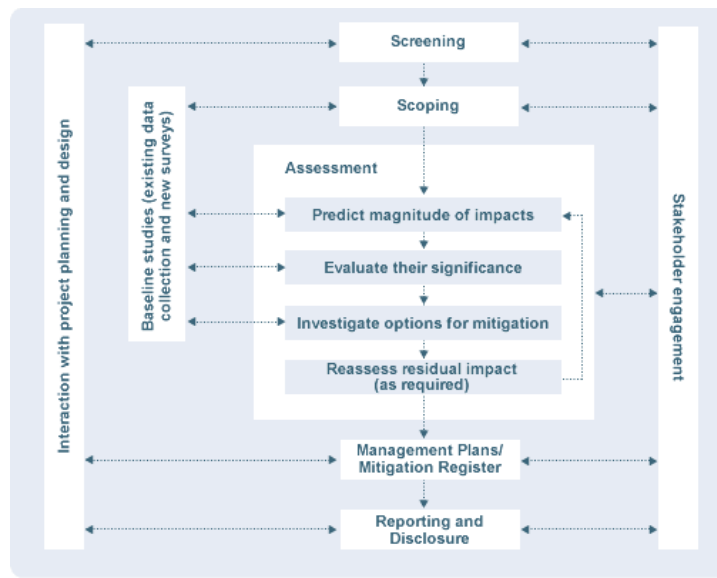 Screening
Scoping
Assessment
Predict magnitude of impacts
Evaluate their significance
Investigate options for mitigation
Reassess residual impact
(as required)
Management Plans/
Mitigation Register
Reporting and
Disclosure
Interaction with project planning and design
Baseline studies (existing data
collection and new surveys)
Stakeholder engagement